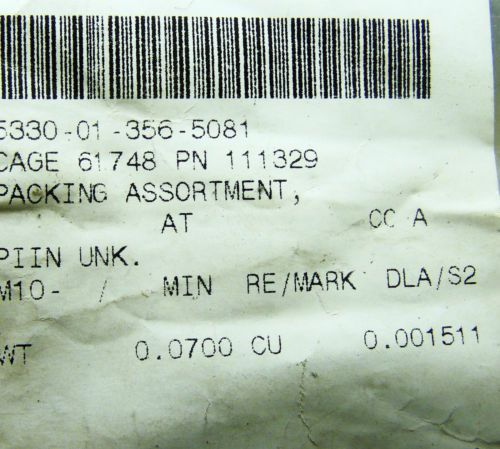 5330-01-356-5081
CAGE 61748 PN 111329
PACKING ASSORTMENT,
AT CC A
PIIN UNK.
M10- / MIN RE/MARK DLA/S2
WT 0.0700 CU 0.001511